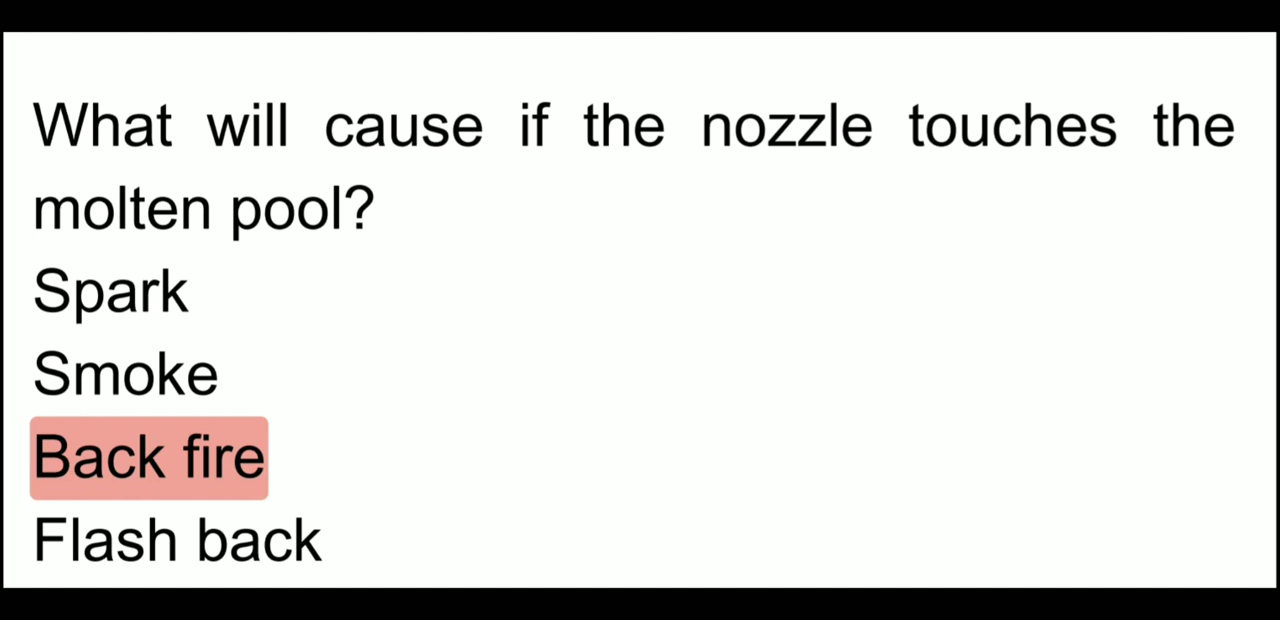 What will cause if the nozzle touches the
molten pool?
Spark
Smoke
Back fire
Flash back